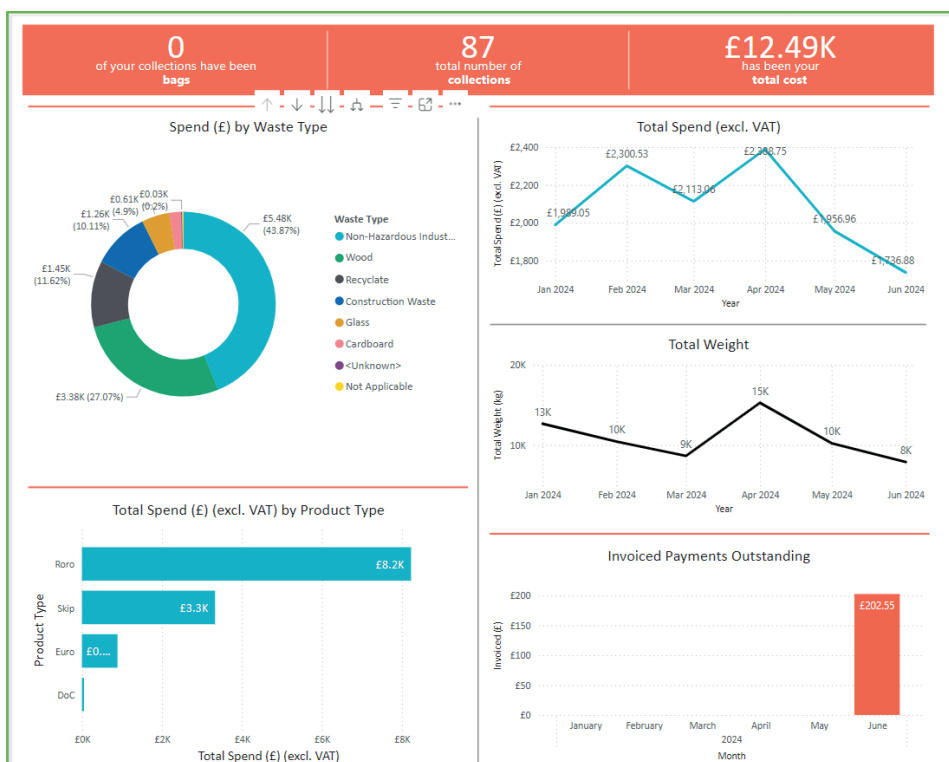 0
of your collections have been
bags
87
total number of
collections
£12.49K
has been your
total cost
Spend (£) by Waste Type
£0.03K
(0.2%)
£0.61K
(4.9%)
£1.26K
(10.11%)
£1.45K
(11.62%)
£3.38K (27.07%)
£5.48K
(43.87%)
Waste Type
Non-Hazardous Indust...
Wood
Recyclate
Construction Waste
Glass
Cardboard
<Unknown>
Not Applicable
Total Spend (excl. VAT)
Total Spend (£) (excl. VAT)
£2,400
£2,200
£2,000
£1,800
£1,989.05
£2,300.53
£2,113.06
£2,388.75
£1,956.96
£1,736.88
Jan 2024 Feb 2024 Mar 2024 Apr 2024 May 2024 Jun 2024
Year
Total Weight
Total Weight (kg)
20K
10K
13K
10K
9K
15K
10K
8K
Jan 2024 Feb 2024 Mar 2024 Apr 2024 May 2024 Jun 2024
Year
Total Spend (£) (excl. VAT) by Product Type
Product Type
Roro £8.2K
Skip £3.3K
Euro £0....
DoC
£0K £2K £4K £6K £8K
Total Spend (£) (excl. VAT)
Invoiced Payments Outstanding
Invoiced (£)
£200
£150
£100
£50
£0
£202.55
January February March April May June
2024
Month